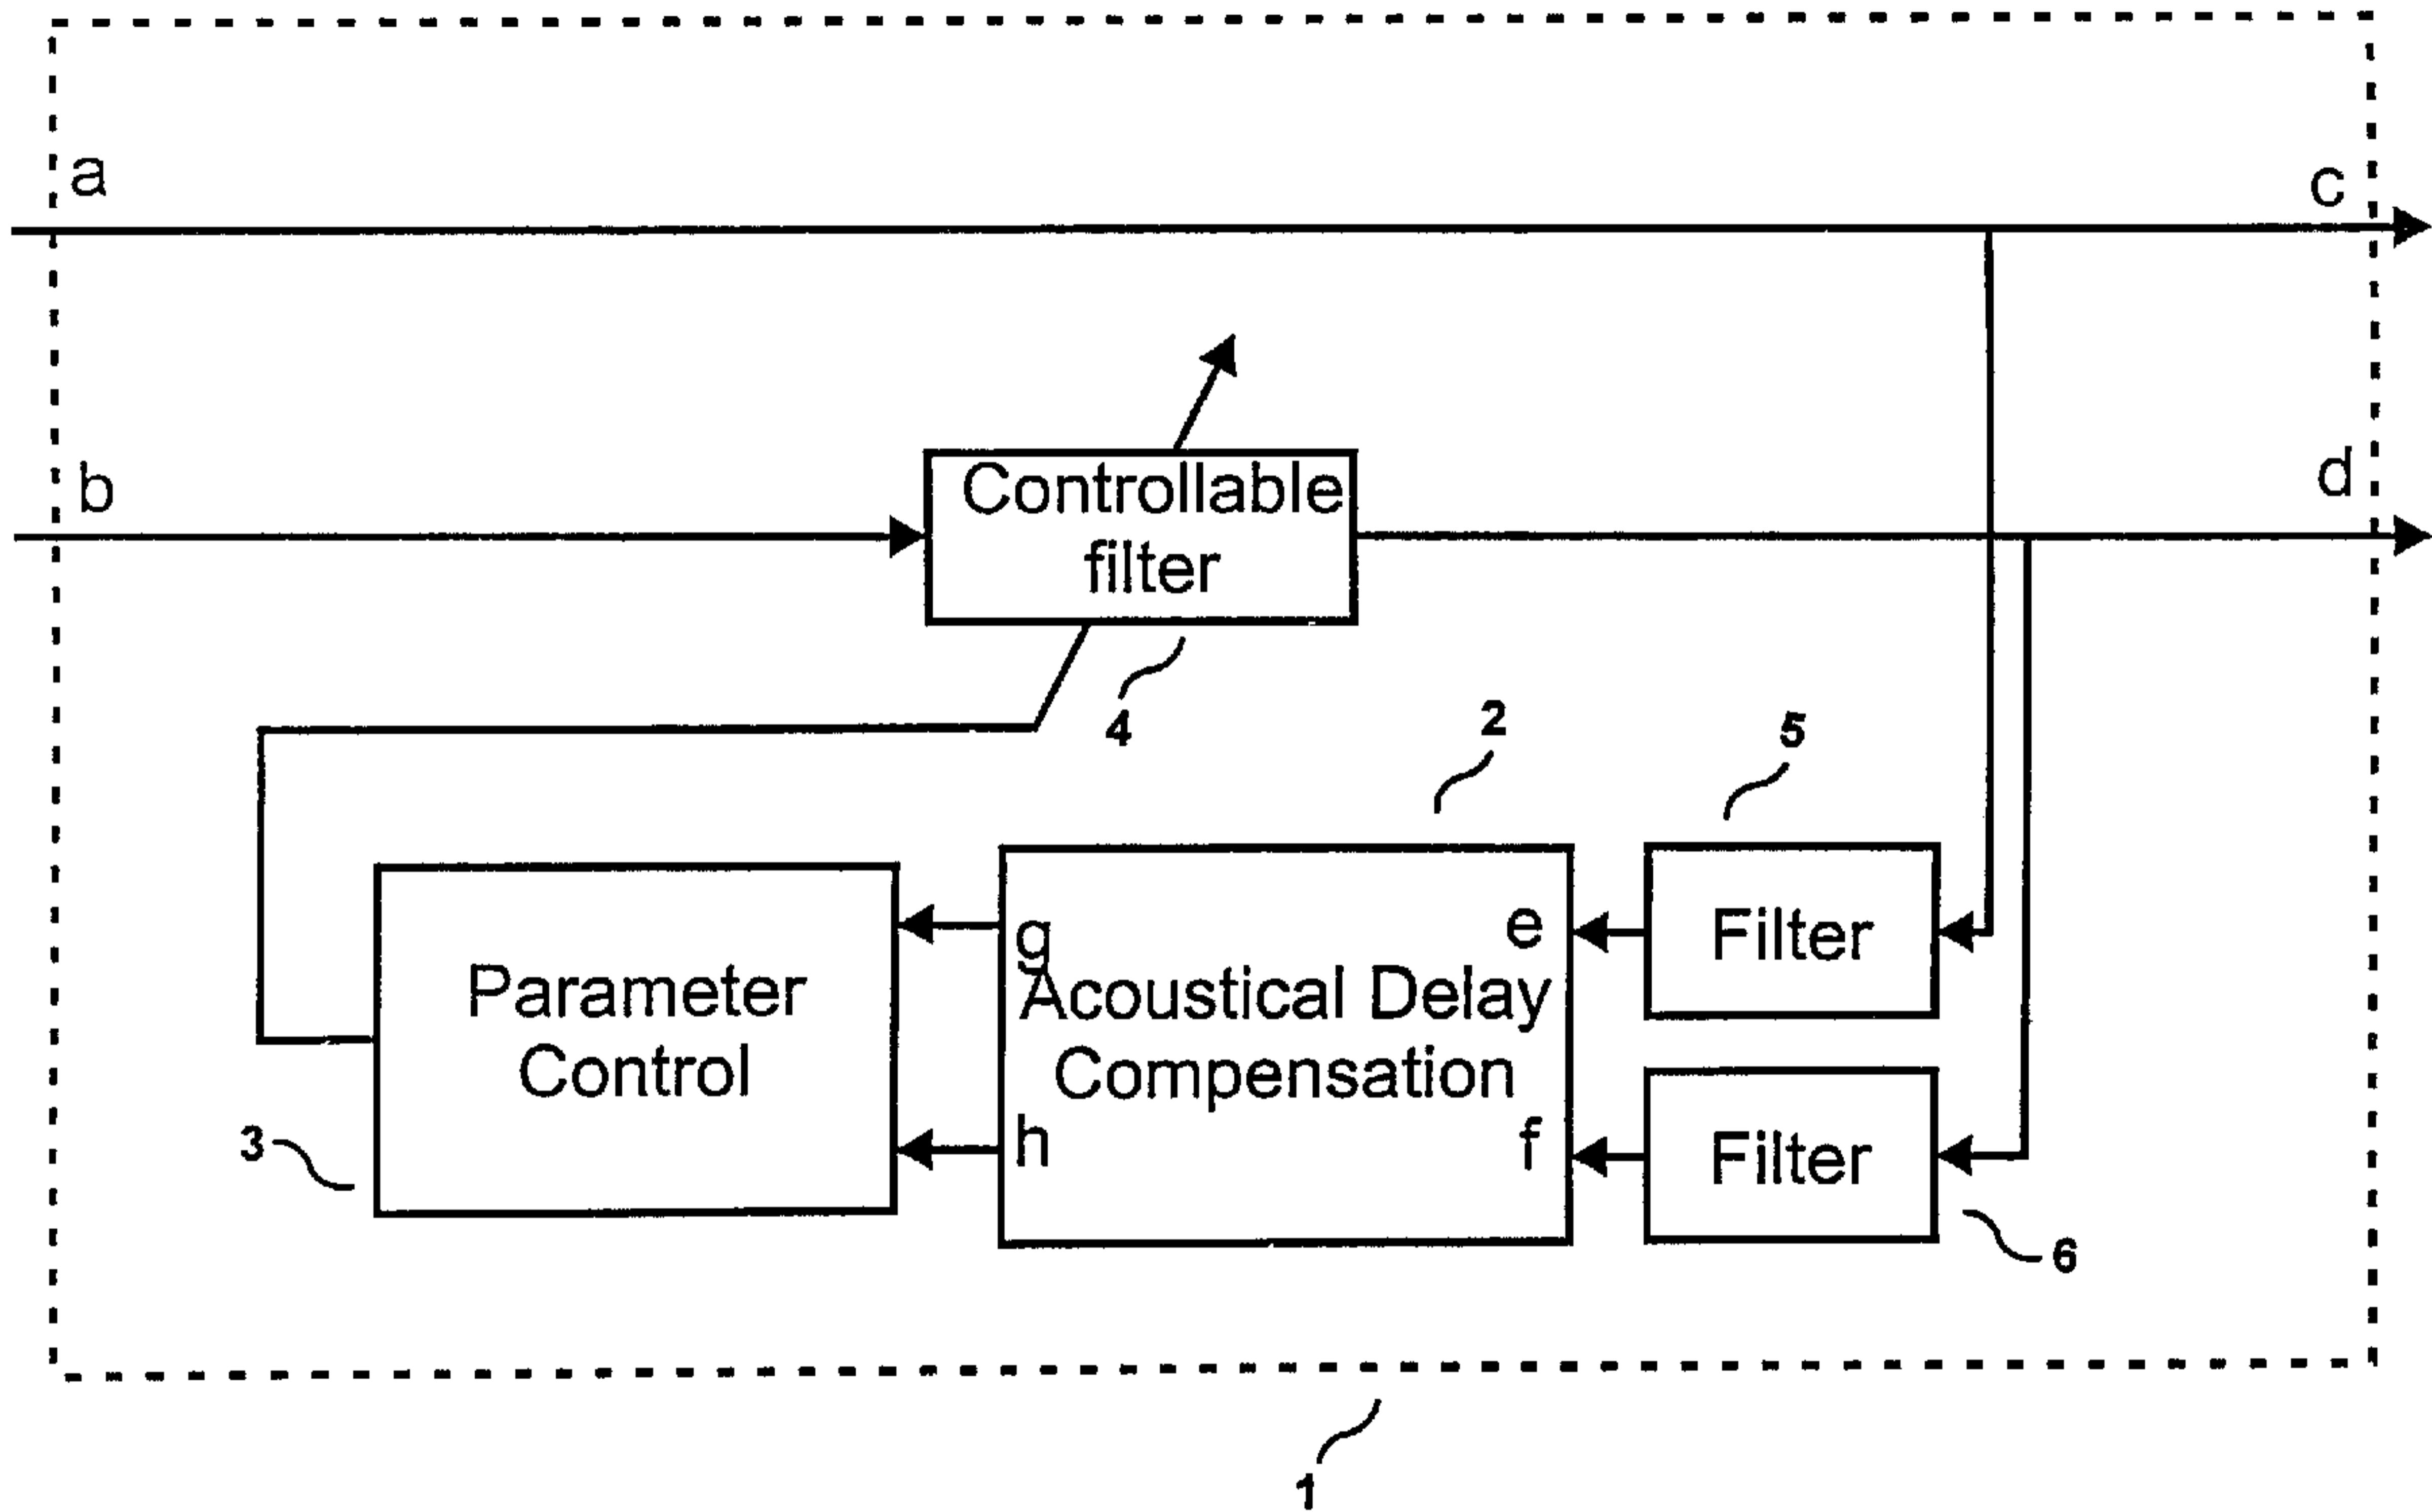 a
c
b
Controllable
filter
d
4
2
5
g
e
Filter
Parameter
Control
Acoustical Delay
Compensation
h
f
Filter
3
6
1